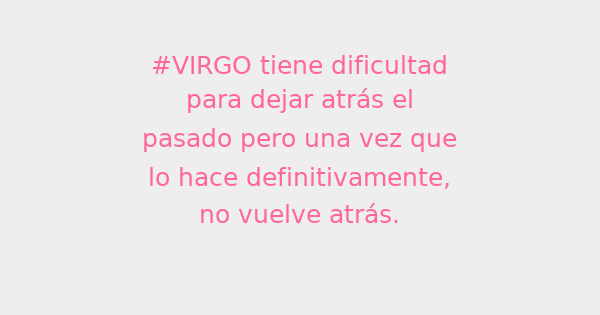 #VIRGO tiene dificultad
para dejar atrás el
pasado pero una vez que
lo hace definitivamente,
no vuelve atrás.